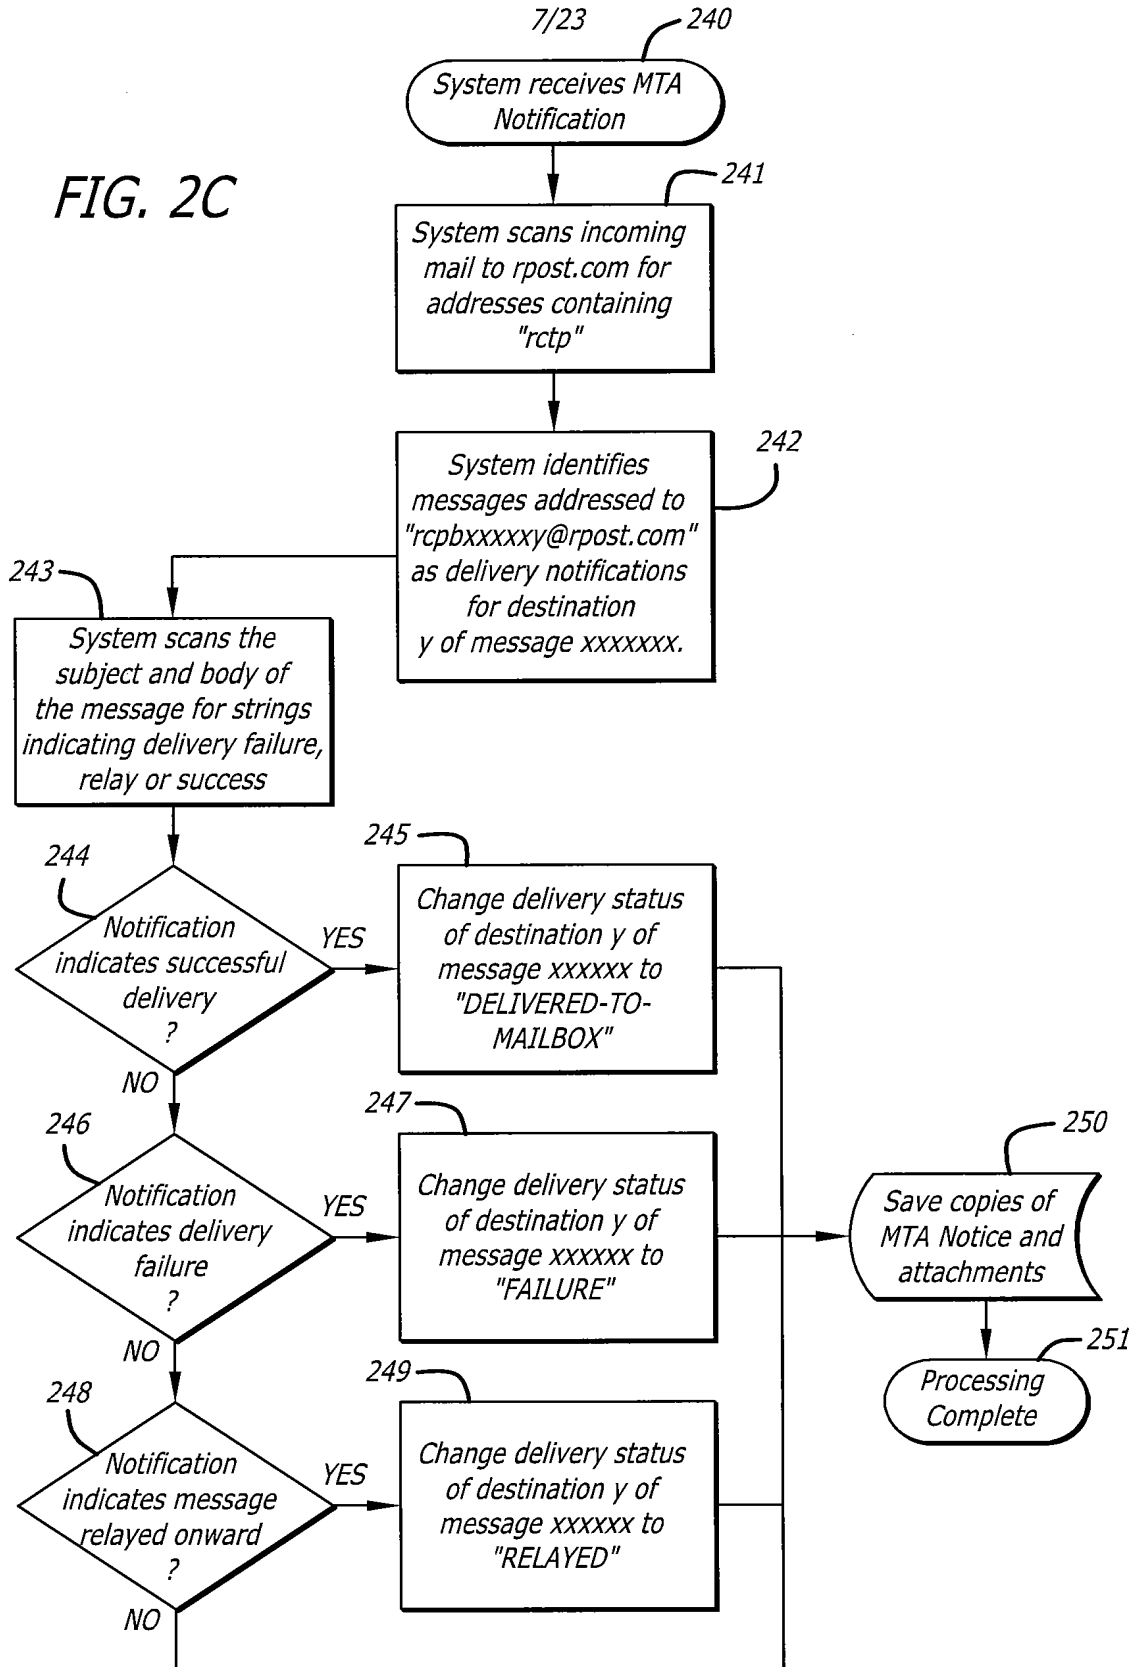 7/23
240
System receives MTA
Notification
FIG. 2C
241
System scans incoming
mail to rpost.com for
addresses containing
"rctp"
242
System identifies
messages addressed to
"rcpbxxxxxy@rpost.com"
as delivery notifications
for destination
y of message xxxxxxx.
243
System scans the
subject and body of
the message for strings
indicating delivery failure,
relay or success
244
Notification
indicates successful
delivery
?
YES
NO
245
Change delivery status
of destination y of
message xxxxxx to
"DELIVERED-TO-
MAILBOX"
246
Notification
indicates delivery
failure
?
YES
NO
247
Change delivery status
of destination y of
message xxxxxx to
"FAILURE"
248
Notification
indicates message
relayed onward
?
YES
NO
249
Change delivery status
of destination y of
message xxxxxx to
"RELAYED"
250
Save copies of
MTA Notice and
attachments
251
Processing
Complete